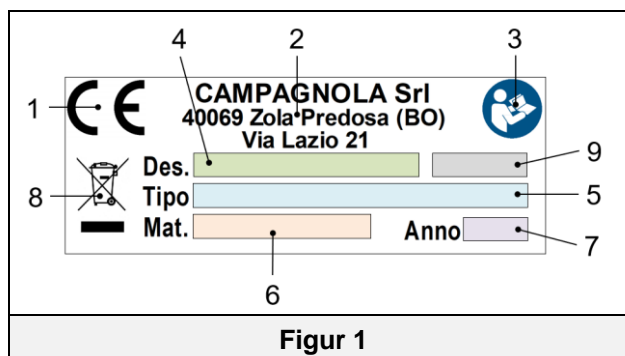 4 2 3
1 CE CAMPAGNOLA Srl
40069 Zola Predosa (BO)
Via Lazio 21
Des. 9
8 Tipo 5
Mat. Anno 7
6
Figur 1